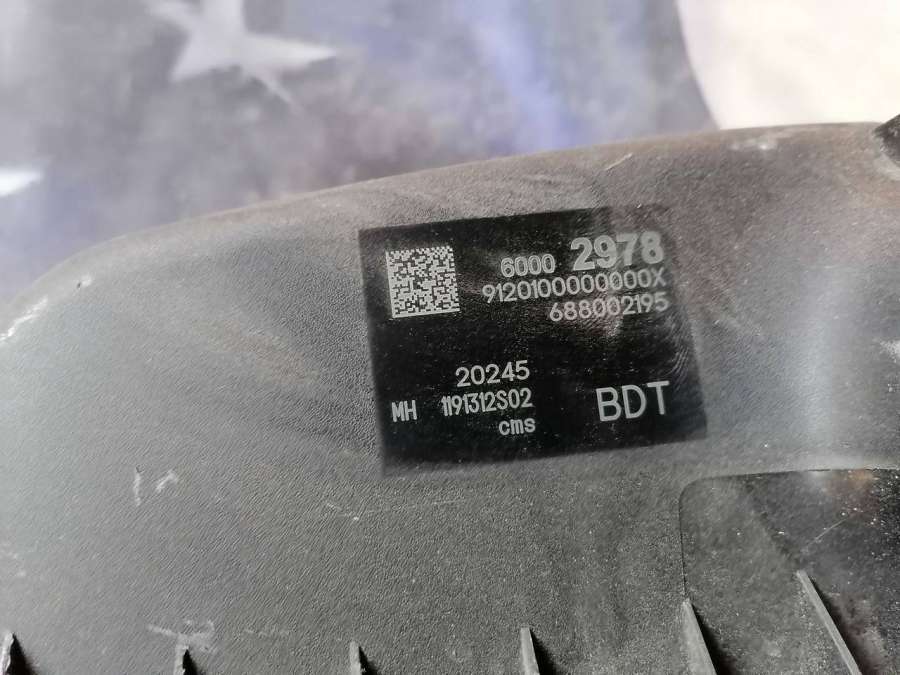 6000 2978
9120100000000X
688002195
20245
MH 1191312S02
cms
BDT